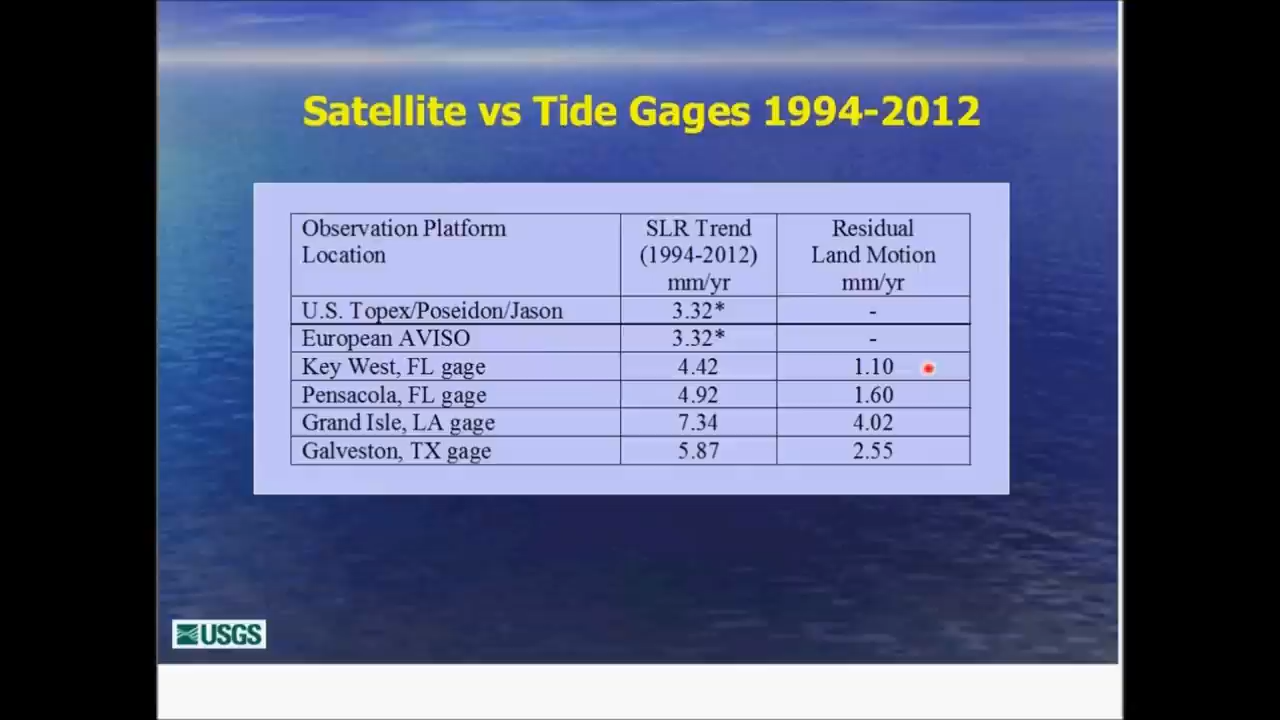 Satellite vs Tide Gages 1994-2012
Observation Platform Location SLR Trend (1994-2012) mm/yr Residual Land Motion mm/yr
U.S. Topex/Poseidon/Jason 3.32* -
European AVISO 3.32* -
Key West, FL gage 4.42 1.10
Pensacola, FL gage 4.92 1.60
Grand Isle, LA gage 7.34 4.02
Galveston, TX gage 5.87 2.55
USGS